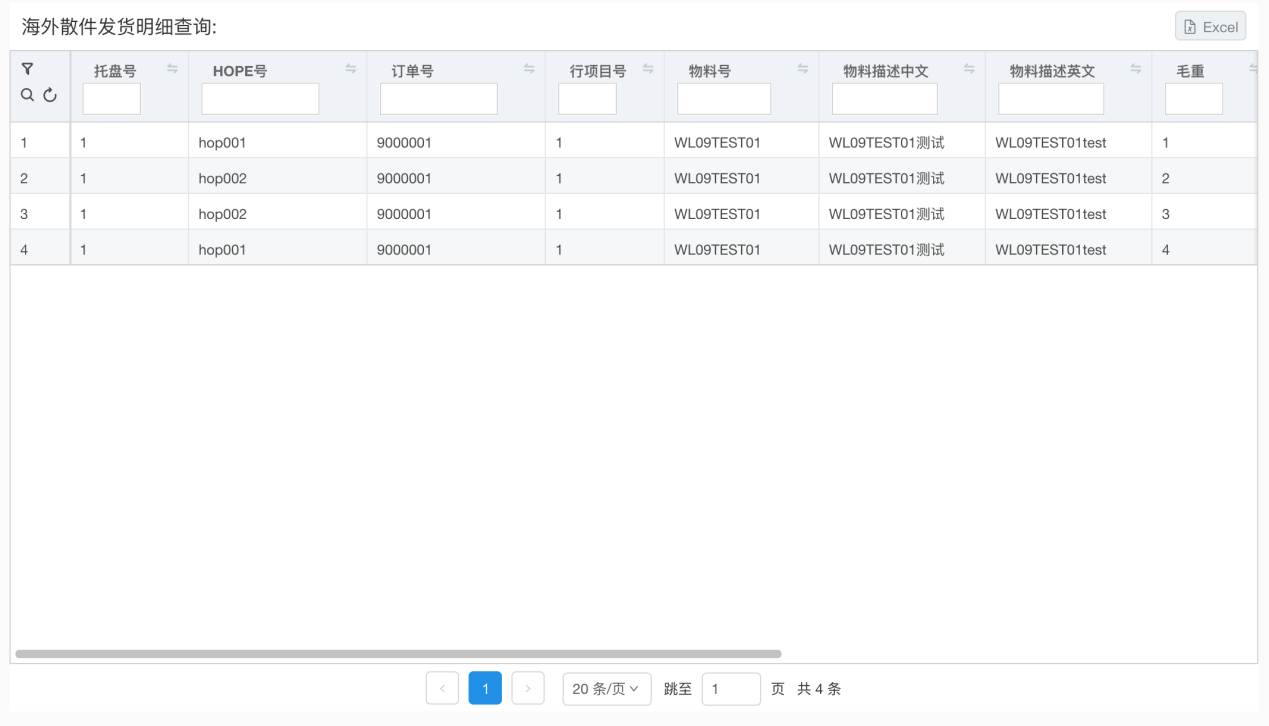 海外散件发货明细查询:
Excel
托盘号 HOPE号 订单号 行项目号 物料号 物料描述中文 物料描述英文 毛重
1 1 hop001 9000001 1 WL09TEST01 WL09TEST01测试 WL09TEST01test 1
2 1 hop002 9000001 1 WL09TEST01 WL09TEST01测试 WL09TEST01test 2
3 1 hop002 9000001 1 WL09TEST01 WL09TEST01测试 WL09TEST01test 3
4 1 hop001 9000001 1 WL09TEST01 WL09TEST01测试 WL09TEST01test 4
1 20 条/页 跳至 1 页 共 4 条